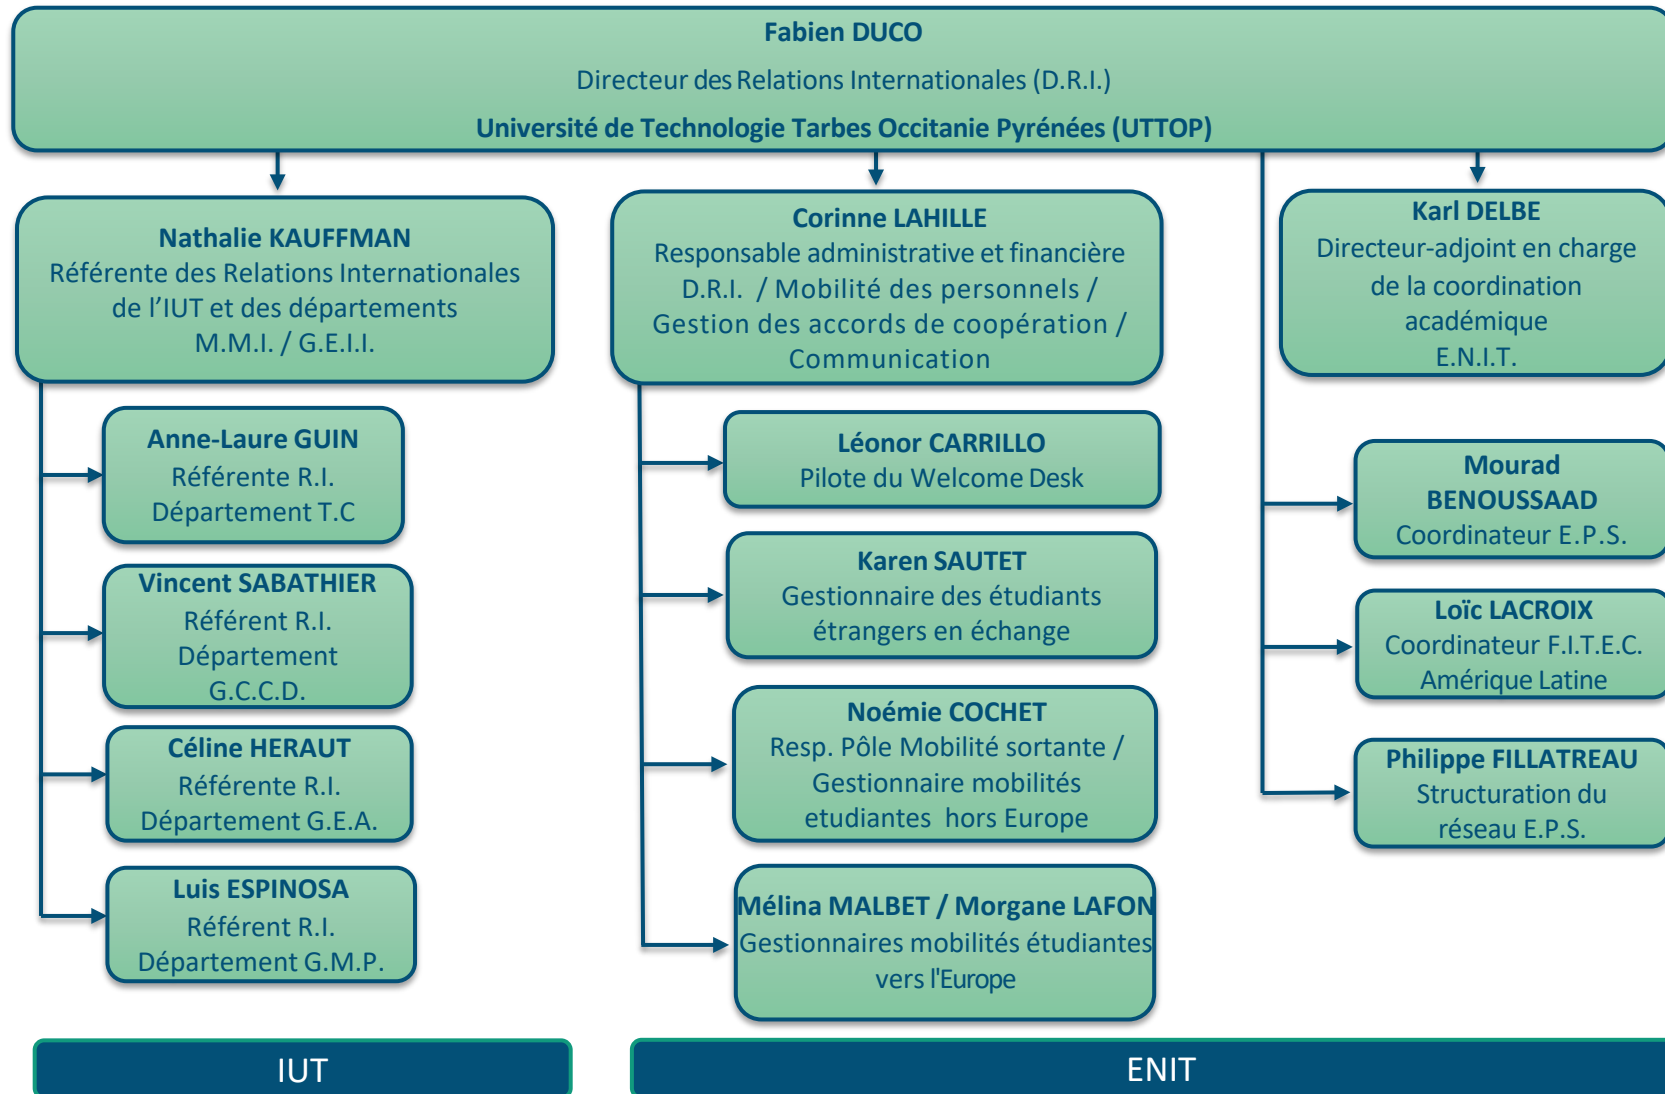 Fabien DUCO
Directeur des Relations Internationales (D.R.I.)
Université de Technologie Tarbes Occitanie Pyrénées (UTTOP)
Nathalie KAUFFMAN
Référente des Relations Internationales
de l’IUT et des départements
M.M.I. / G.E.I.I.
Anne-Laure GUIN
Référente R.I.
Département T.C
Vincent SABATHIER
Référent R.I.
Département
G.C.C.D.
Céline HERAUT
Référente R.I.
Département G.E.A.
Luis ESPINOSA
Référent R.I.
Département G.M.P.
Corinne LAHILLE
Responsable administrative et financière
D.R.I. / Mobilité des personnels /
Gestion des accords de coopération /
Communication
Léonor CARRILLO
Pilote du Welcome Desk
Karen SAUTET
Gestionnaire des étudiants
étrangers en échange
Noémie COCHET
Resp. Pôle Mobilité sortante /
Gestionnaire mobilités
etudiantes hors Europe
Mélina MALBET / Morgane LAFON
Gestionnaires mobilités étudiantes
vers l'Europe
Karl DELBE
Directeur-adjoint en charge
de la coordination
académique
E.N.I.T.
Mourad
BENOUSSAAD
Coordinateur E.P.S.
Loïc LACROIX
Coordinateur F.I.T.E.C.
Amérique Latine
Philippe FILLATREAU
Structuration du
réseau E.P.S.
IUT
ENIT